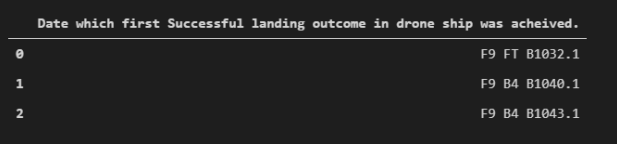 Date which first Successful landing outcome in drone ship was acheived.
0 F9 FT B1032.1
1 F9 B4 B1040.1
2 F9 B4 B1043.1